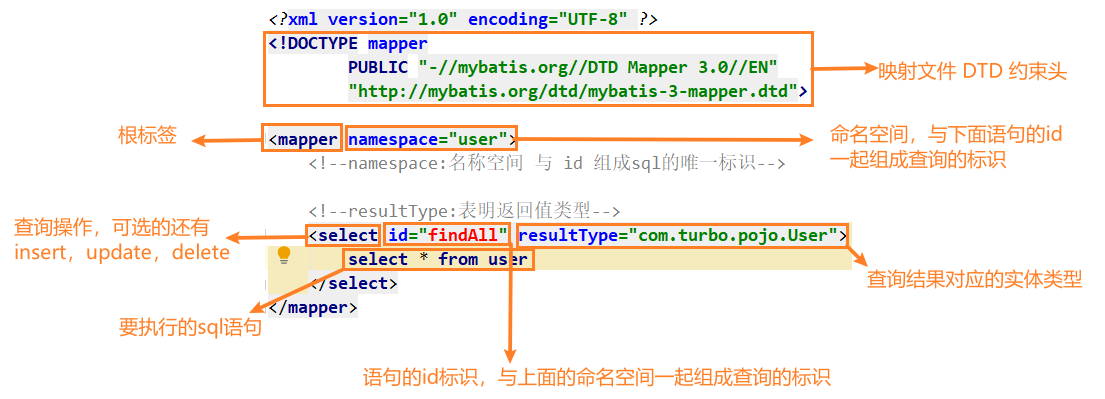 <?xml version="1.0" encoding="UTF-8" ?>
<!DOCTYPE mapper
PUBLIC "-//mybatis.org//DTD Mapper 3.0//EN"
"http://mybatis.org/dtd/mybatis-3-mapper.dtd">
映射文件 DTD 约束头
根标签
<mapper namespace="user">
命名空间，与下面语句的id
一起组成查询的标识
<!--namespace:名称空间 与 id 组成sql的唯一标识-->
<!--resultType:表明返回值类型-->
查询操作，可选的还有
insert，update，delete
<select id="findAll" resultType="com.turbo.pojo.User">
select * from user
查询结果对应的实体类型
</select>
</mapper>
要执行的sql语句
语句的id标识，与上面的命名空间一起组成查询的标识